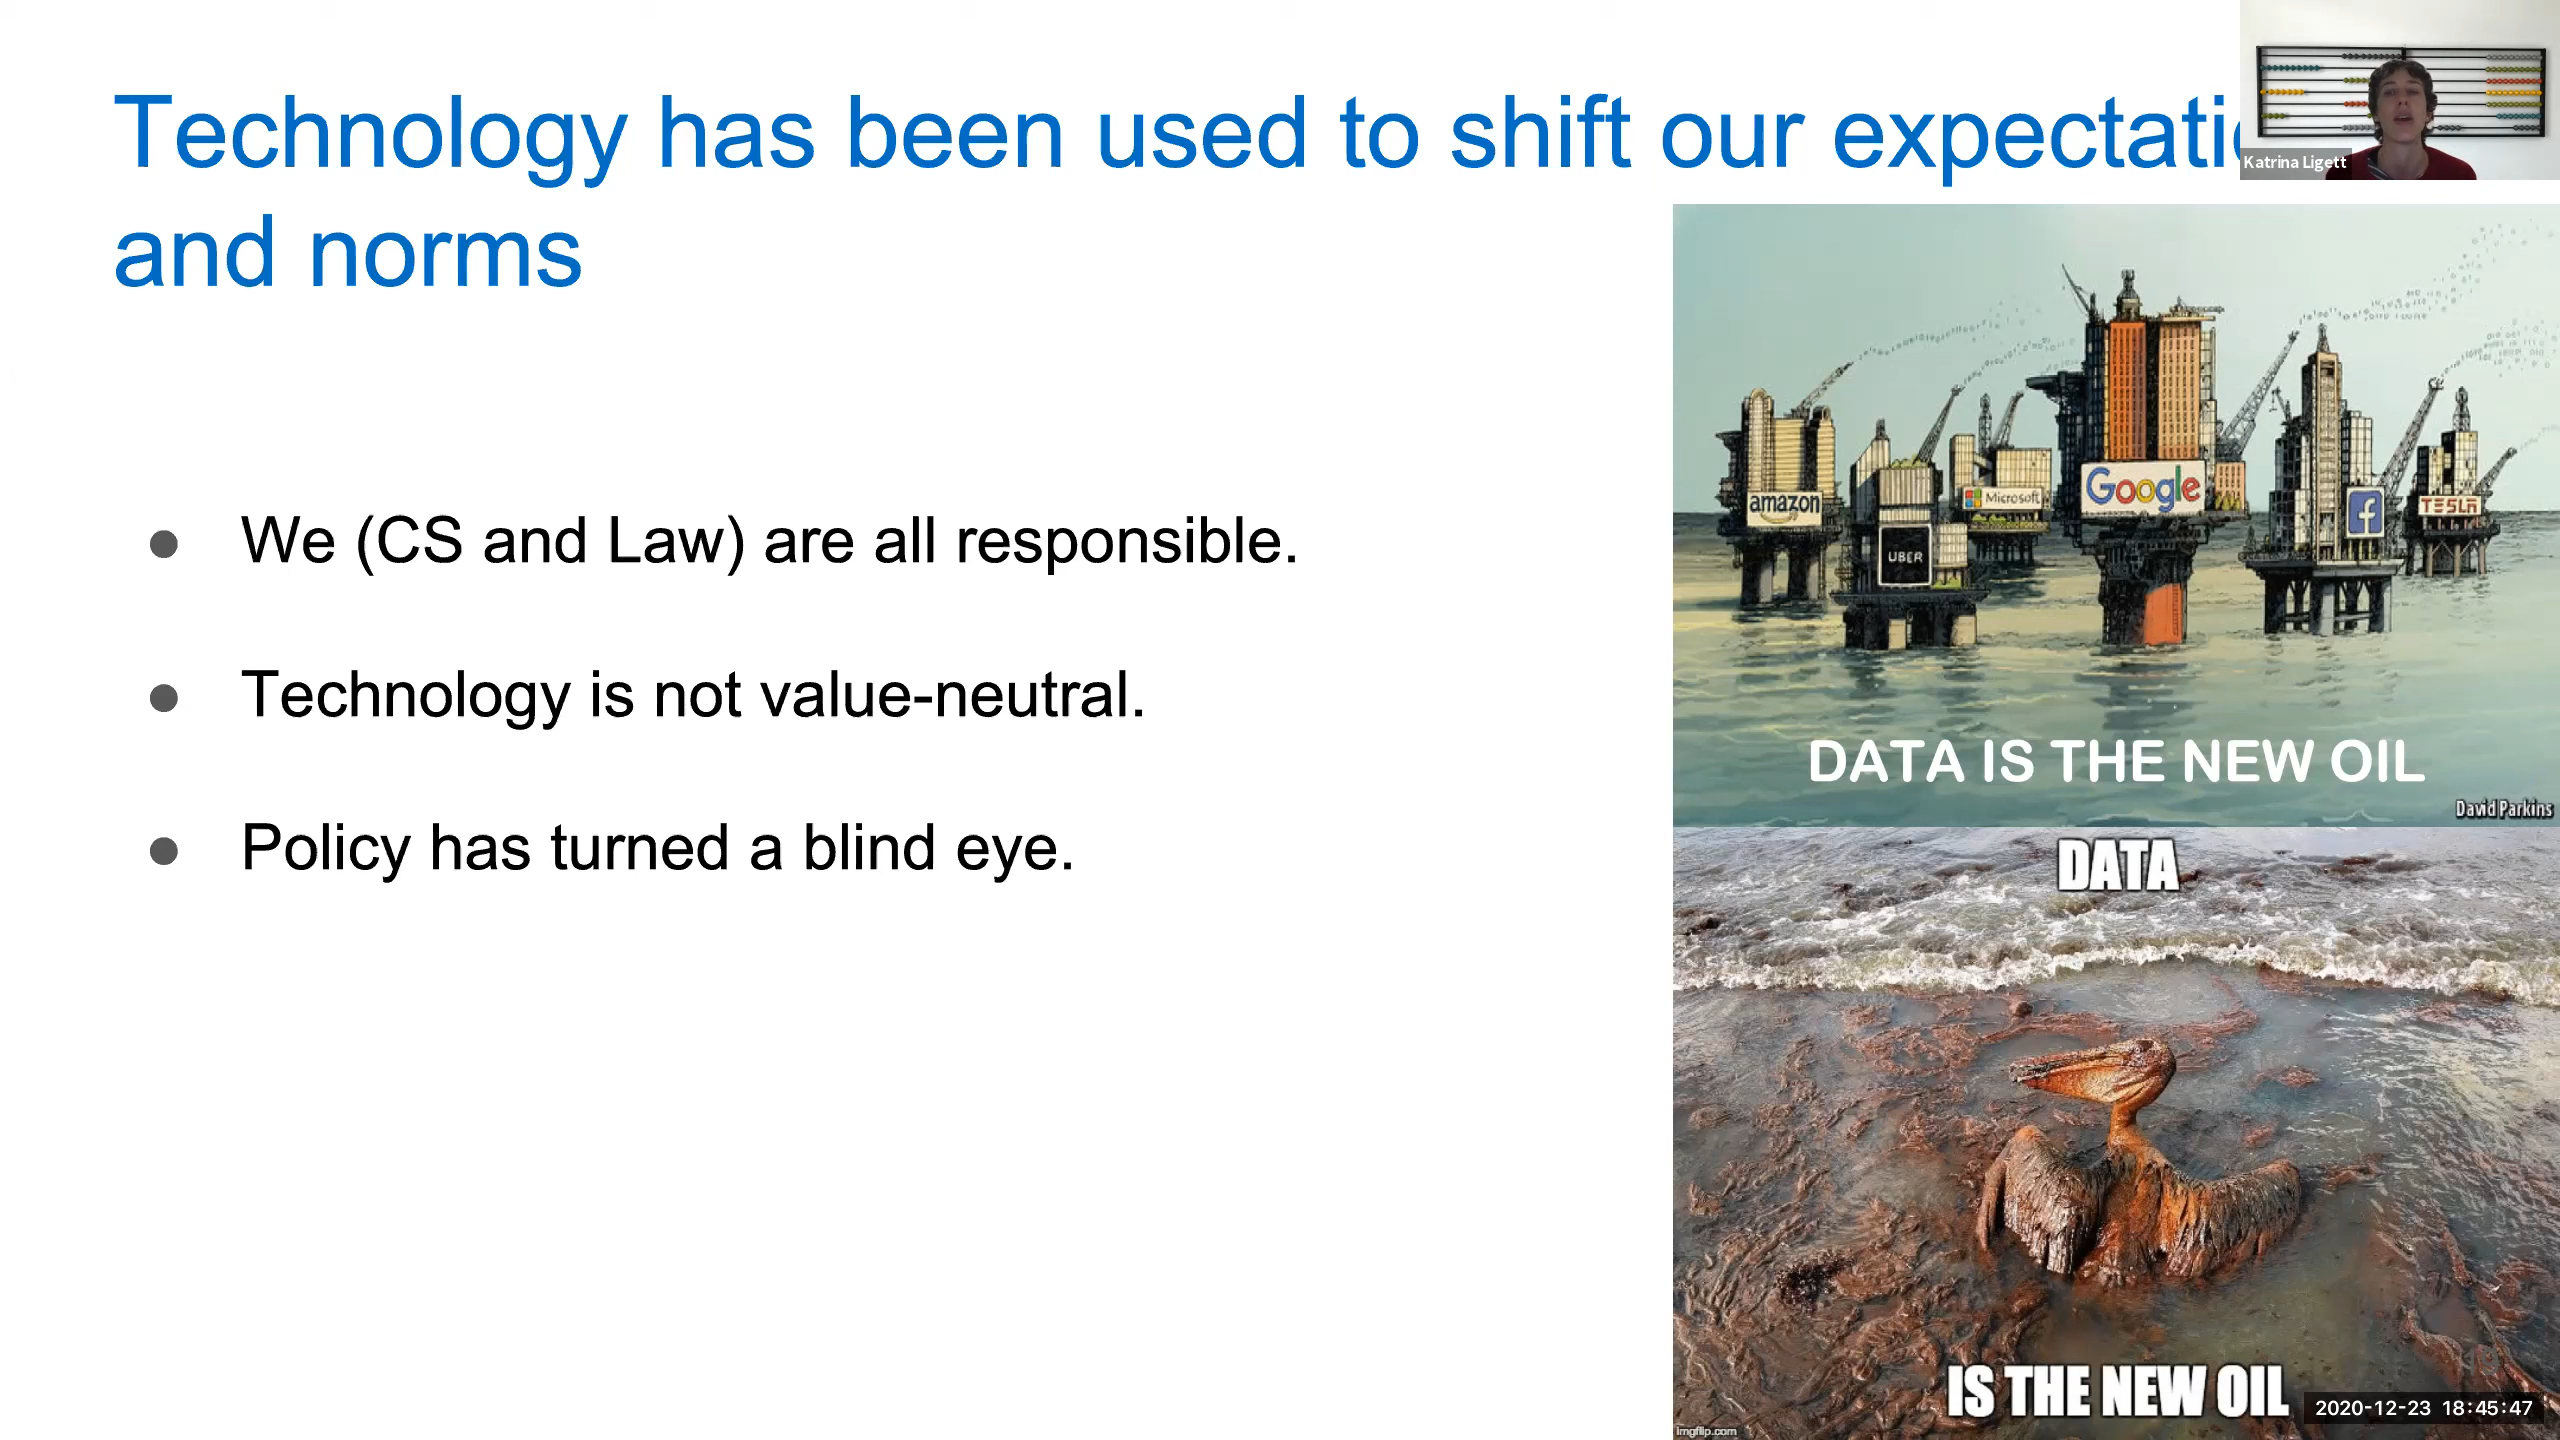 Technology has been used to shift our expectati
and norms
Katrina Ligett
We (CS and Law) are all responsible.
Technology is not value-neutral.
Policy has turned a blind eye.
amazon
UBER
Microsoft
Google
TESLA
DATA IS THE NEW OIL
David Parkins
DATA
IS THE NEW OIL
imgflip.com
2020-12-23 18:45:47